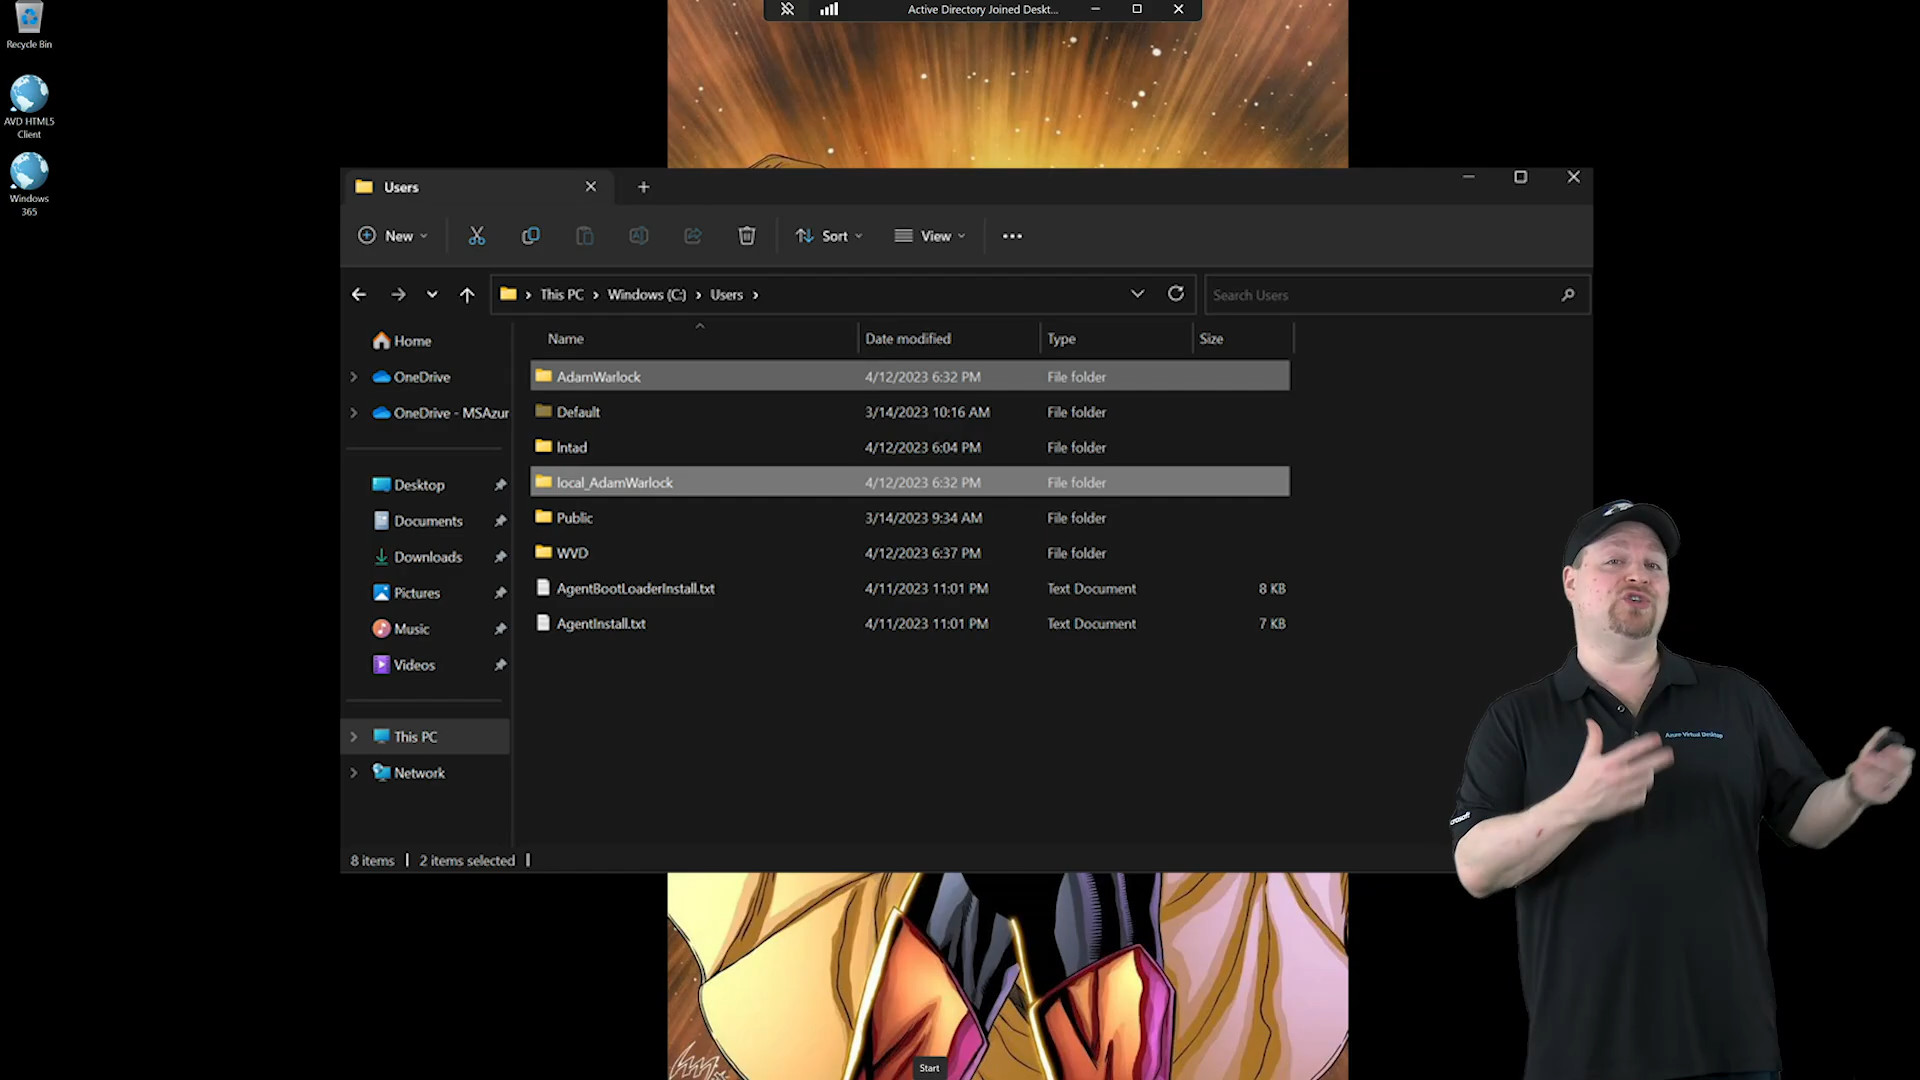 Active Directory Joined Deskt...
Recycle Bin
AVD HTML5
Client
Windows
365
Users
New
Sort
View
This PC
Windows (C:)
Users
Search Users
Home
OneDrive
OneDrive - MSAzur
Desktop
Documents
Downloads
Pictures
Music
Videos
This PC
Network
Name Date modified Type Size
AdamWarlock 4/12/2023 6:32 PM File folder
Default 3/14/2023 10:16 AM File folder
Intad 4/12/2023 6:04 PM File folder
local_AdamWarlock 4/12/2023 6:32 PM File folder
Public 3/14/2023 9:34 AM File folder
WVD 4/12/2023 6:37 PM File folder
AgentBootLoaderInstall.txt 4/11/2023 11:01 PM Text Document 8 KB
AgentInstall.txt 4/11/2023 11:01 PM Text Document 7 KB
8 items
2 items selected
Azure Virtual Desktop
crosoft
Start